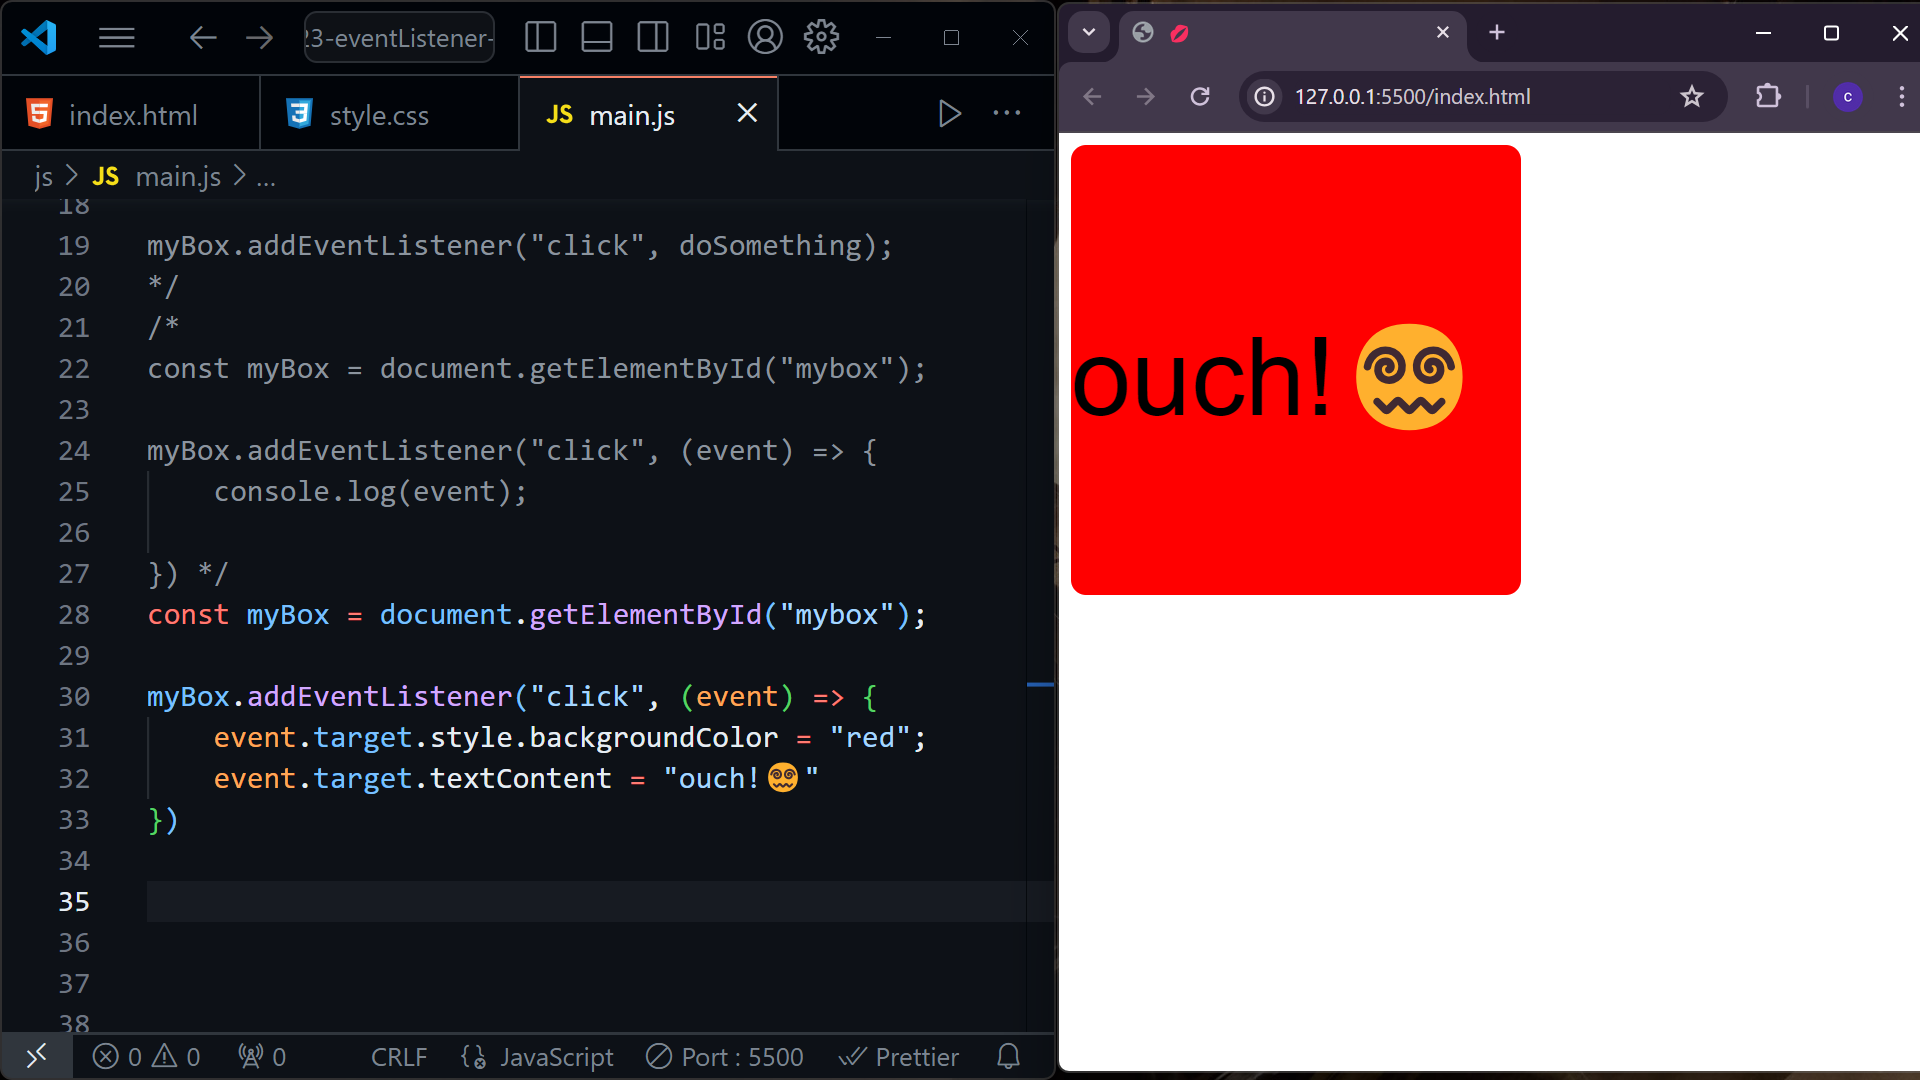 23-eventListener-
index.html
style.css
JS main.js
js > JS main.js > ...
18
19 myBox.addEventListener("click", doSomething);
20 */
21 /*
22 const myBox = document.getElementById("mybox");
23
24 myBox.addEventListener("click", (event) => {
25 console.log(event);
26
27 }) */
28 const myBox = document.getElementById("mybox");
29
30 myBox.addEventListener("click", (event) => {
31 event.target.style.backgroundColor = "red";
32 event.target.textContent = "ouch!😵‍💫"
33 })
34
35
36
37
38
0 0 0 CRLF JavaScript Port : 5500 Prettier
127.0.0.1:5500/index.html
c
ouch! 😵‍💫